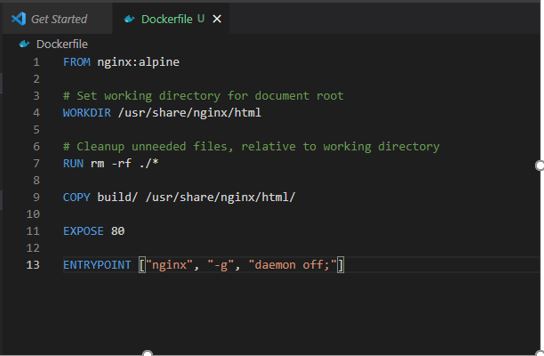 Get Started
Dockerfile U
Dockerfile
1 FROM nginx:alpine
2
3 # Set working directory for document root
4 WORKDIR /usr/share/nginx/html
5
6 # Cleanup unneeded files, relative to working directory
7 RUN rm -rf ./*
8
9 COPY build/ /usr/share/nginx/html/
10
11 EXPOSE 80
12
13 ENTRYPOINT ["nginx", "-g", "daemon off;"]